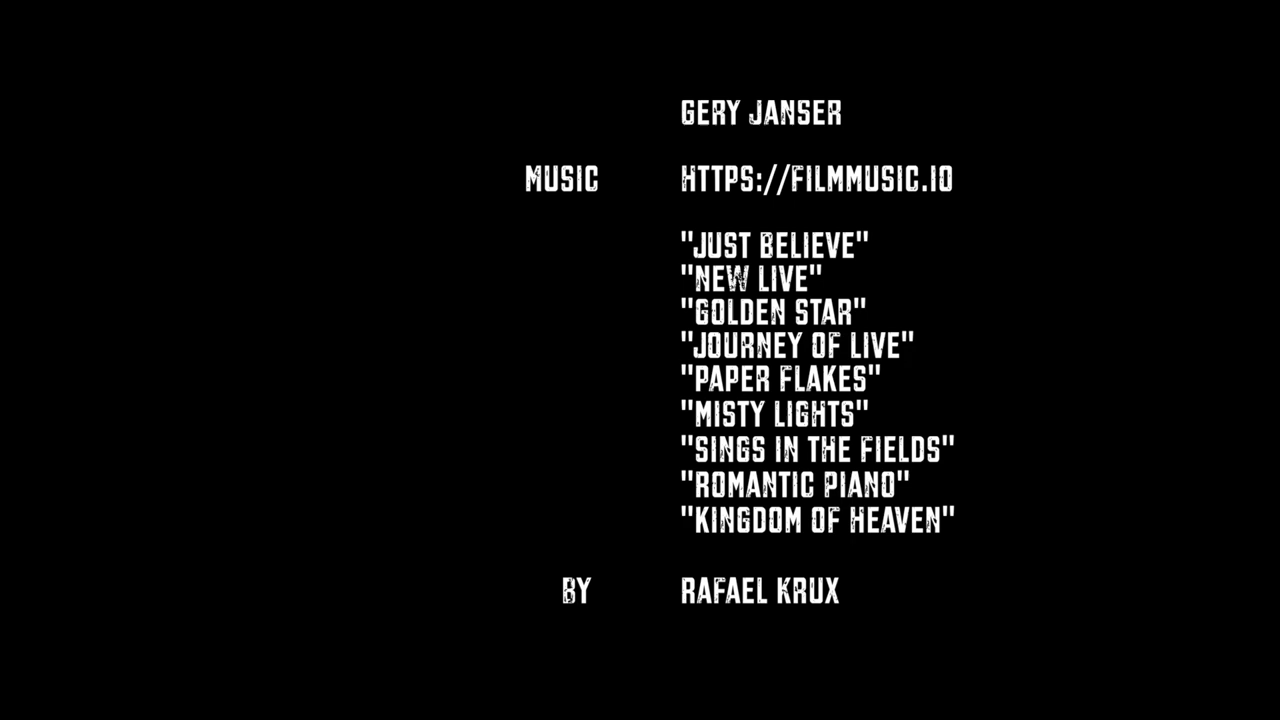 GERY JANSER
MUSIC HTTPS://FILMMUSIC.IO
"JUST BELIEVE"
"NEW LIVE"
"GOLDEN STAR"
"JOURNEY OF LIVE"
"PAPER FLAKES"
"MISTY LIGHTS"
"SINGS IN THE FIELDS"
"ROMANTIC PIANO"
"KINGDOM OF HEAVEN"
BY RAFAEL KRUX